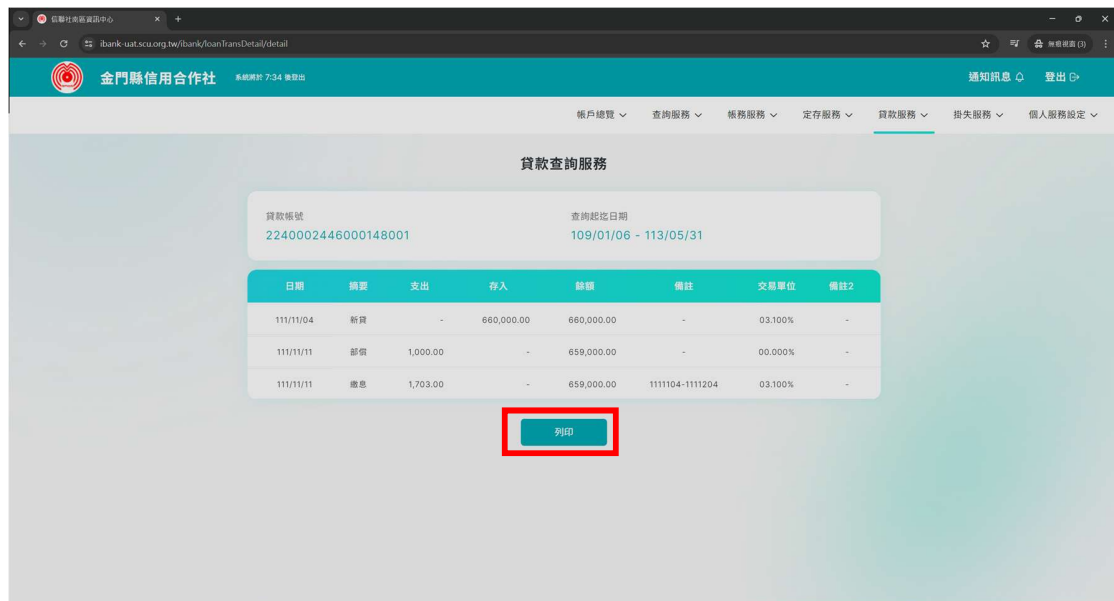 信聯社南區資訊中心
ibank-uat.scu.org.tw/ibank/loanTransDetail/detail 無痕視窗 (3)
金門縣信用合作社 系統將於 7:34 後登出 通知訊息 登出
帳戶總覽 查詢服務 帳務服務 定存服務 貸款服務 掛失服務 個人服務設定
貸款查詢服務
貸款帳號 查詢起迄日期
2240002446000148001 109/01/06 - 113/05/31
日期 摘要 支出 存入 餘額 備註 交易單位 備註2
111/11/04 新貸 - 660,000.00 660,000.00 - 03.100% -
111/11/11 部償 1,000.00 - 659,000.00 - 00.000% -
111/11/11 繳息 1,703.00 - 659,000.00 1111104-1111204 03.100% -
列印